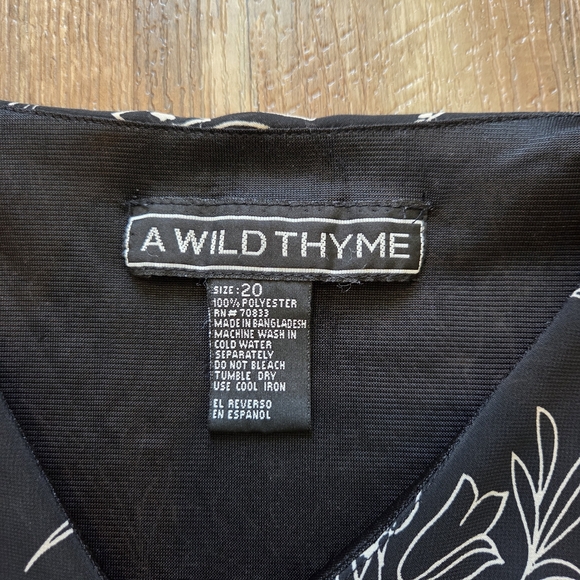 A WILD THYME
SIZE: 20
100% POLYESTER
RN# 70833
MADE IN BANGLADESH
MACHINE WASH IN
COLD WATER
SEPARATELY
DO NOT BLEACH
TUMBLE DRY
USE COOL IRON
EL REVERSO
EN ESPANOL